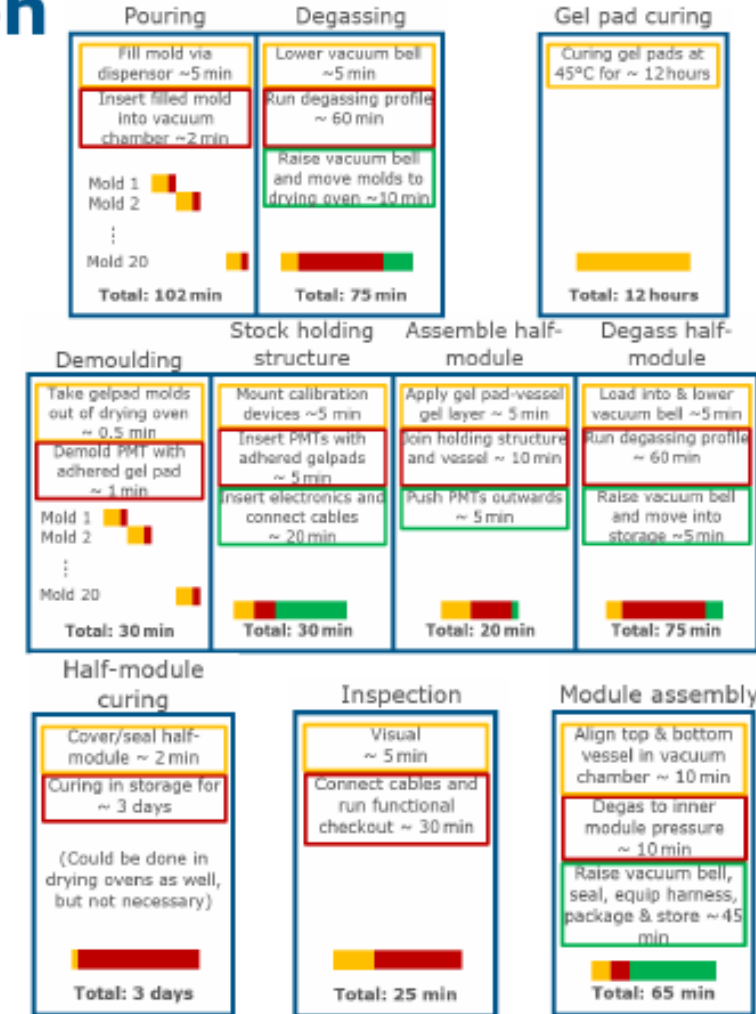 n
Pouring
Degassing
Gel pad curing
Fill mold via
dispensor ~5 min
Insert filled mold
into vacuum
chamber ~2 min
Mold 1
Mold 2
Mold 20
Total: 102 min
Lower vacuum bell
~5 min
Run degassing profile
~ 60 min
Raise vacuum bell
and move molds to
drying oven ~10 min
Total: 75 min
Curing gel pads at
45°C for ~ 12 hours
Total: 12 hours
Demoulding
Stock holding
structure
Assemble half-
module
Degass half-
module
Take gelpad molds
out of drying oven
~ 0.5 min
Demold PMT with
adhered gel pad
~ 1 min
Mold 1
Mold 2
Mold 20
Total: 30 min
Mount calibration
devices ~5 min
Insert PMTs with
adhered gelpads
~ 5 min
Insert electronics and
connect cables
~ 20 min
Total: 30 min
Apply gel pad-vessel
gel layer ~ 5 min
Join holding structure
and vessel ~ 10 min
Push PMTs outwards
~ 5 min
Total: 20 min
Load into & lower
vacuum bell ~5 min
Run degassing profile
~ 60 min
Raise vacuum bell
and move into
storage ~5 min
Total: 75 min
Half-module
curing
Inspection
Module assembly
Cover/seal half-
module ~ 2 min
Curing in storage for
~ 3 days
(Could be done in
drying ovens as well,
but not necessary)
Total: 3 days
Visual
~ 5 min
Connect cables and
run functional
checkout ~ 30 min
Total: 25 min
Align top & bottom
vessel in vacuum
chamber ~ 10 min
Degas to inner
module pressure
~ 10 min
Raise vacuum bell,
seal, equip harness,
package & store ~45
min
Total: 65 min